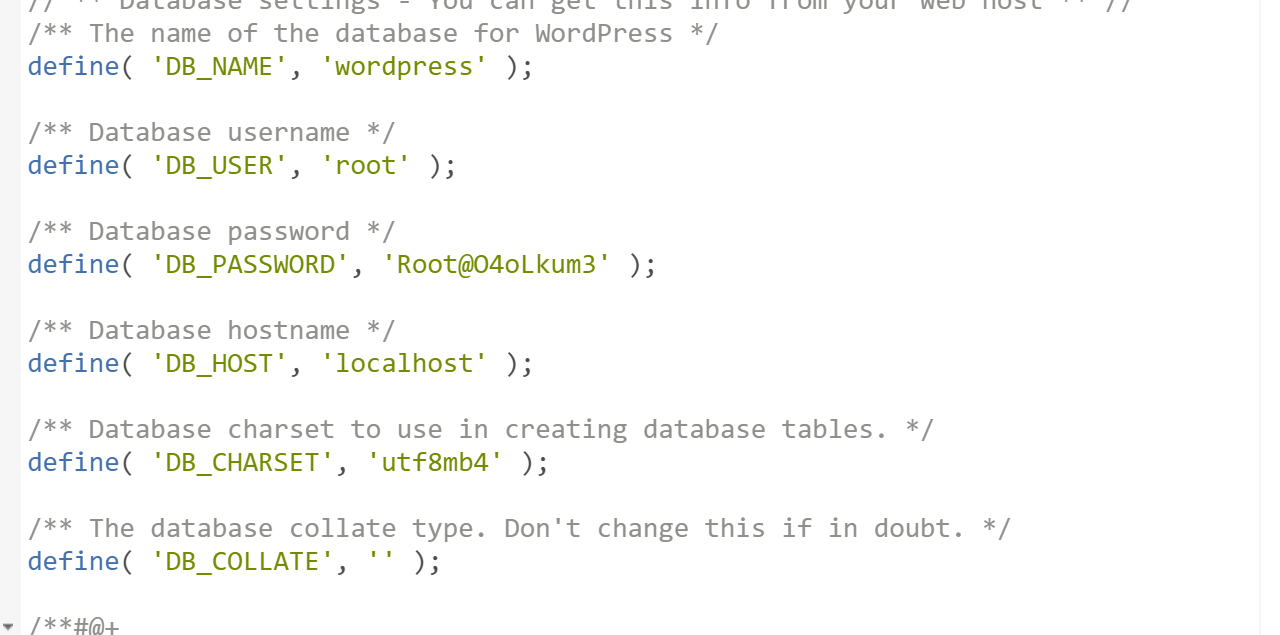 // ** Database settings - You can get this info from your web host ** //
/** The name of the database for WordPress */
define( 'DB_NAME', 'wordpress' );
/** Database username */
define( 'DB_USER', 'root' );
/** Database password */
define( 'DB_PASSWORD', 'Root@O4oLkum3' );
/** Database hostname */
define( 'DB_HOST', 'localhost' );
/** Database charset to use in creating database tables. */
define( 'DB_CHARSET', 'utf8mb4' );
/** The database collate type. Don't change this if in doubt. */
define( 'DB_COLLATE', '' );
/**#@+